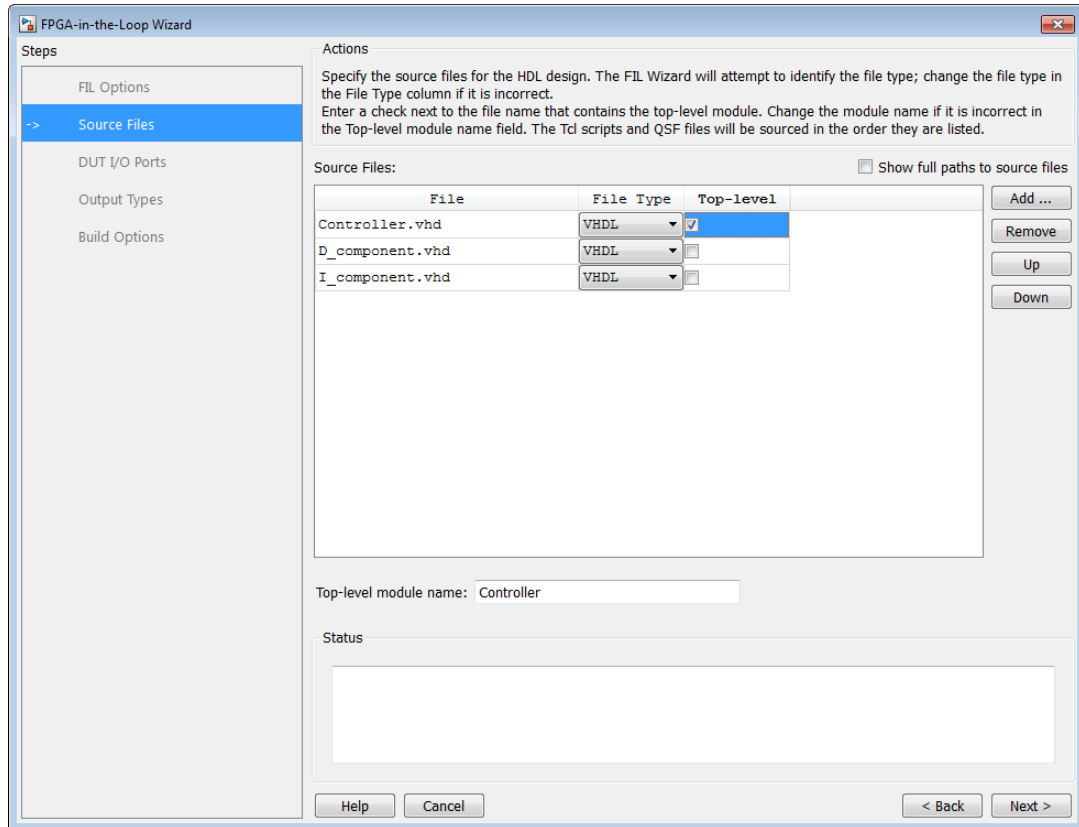 FPGA-in-the-Loop Wizard
Steps
FIL Options
-> Source Files
DUT I/O Ports
Output Types
Build Options
Actions
Specify the source files for the HDL design. The FIL Wizard will attempt to identify the file type; change the file type in
the File Type column if it is incorrect.
Enter a check next to the file name that contains the top-level module. Change the module name if it is incorrect in
the Top-level module name field. The Tcl scripts and QSF files will be sourced in the order they are listed.
Source Files: Show full paths to source files
File File Type Top-level
Controller.vhd VHDL
D_component.vhd VHDL
I_component.vhd VHDL
Add ...
Remove
Up
Down
Top-level module name: Controller
Status
Help Cancel < Back Next >